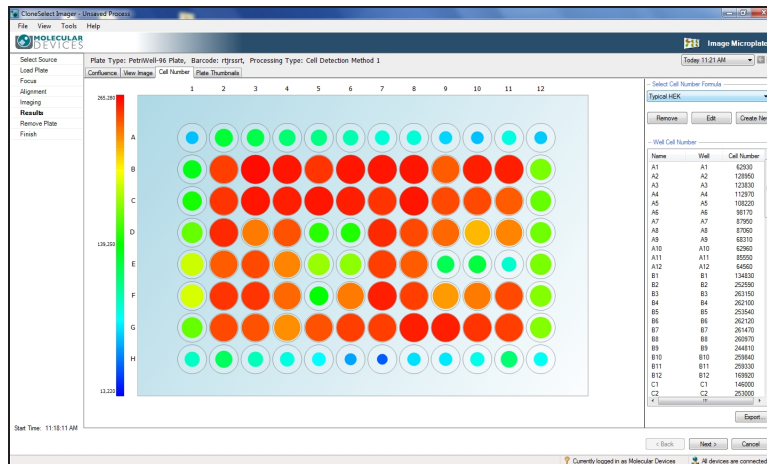 CloneSelect Imager - Unsaved Process
File View Tools Help
MOLECULAR
DEVICES
Image Microplate
Select Source
Load Plate
Focus
Alignment
Imaging
Results
Remove Plate
Finish
Start Time: 11:18:11 AM
Plate Type: PetriWell-96 Plate, Barcode: rtjrssrt, Processing Type: Cell Detection Method 1
Today 11:21 AM
Confluence View Image Cell Number Plate Thumbnails
265.260
139.250
13.230
1 2 3 4 5 6 7 8 9 10 11 12
A
B
C
D
E
F
G
H
Select Cell Number Formula
Typical HEK
Remove Edit Create New
Well Cell Number
Name Well Cell Number
A1 A1 62930
A2 A2 128950
A3 A3 123830
A4 A4 112970
A5 A5 108220
A6 A6 98170
A7 A7 87950
A8 A8 87060
A9 A9 68310
A10 A10 62960
A11 A11 85550
A12 A12 64560
B1 B1 134830
B2 B2 252590
B3 B3 263150
B4 B4 262100
B5 B5 253540
B6 B6 262120
B7 B7 261470
B8 B8 260970
B9 B9 244810
B10 B10 259840
B11 B11 259330
B12 B12 169920
C1 C1 146000
C2 C2 253000
Export...
< Back Next > Cancel
Currently logged in as Molecular Devices All devices are connected